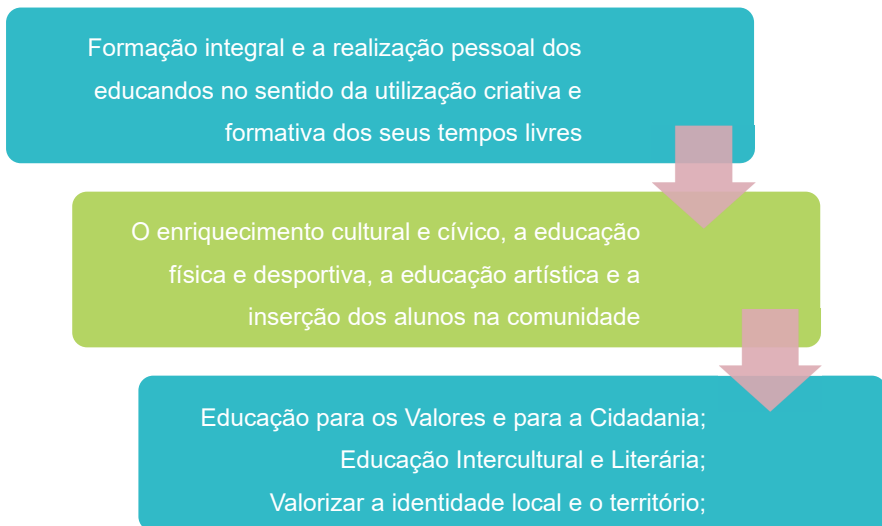 Formação integral e a realização pessoal dos
educandos no sentido da utilização criativa e
formativa dos seus tempos livres
O enriquecimento cultural e cívico, a educação
física e desportiva, a educação artística e a
inserção dos alunos na comunidade
Educação para os Valores e para a Cidadania;
Educação Intercultural e Literária;
Valorizar a identidade local e o território;